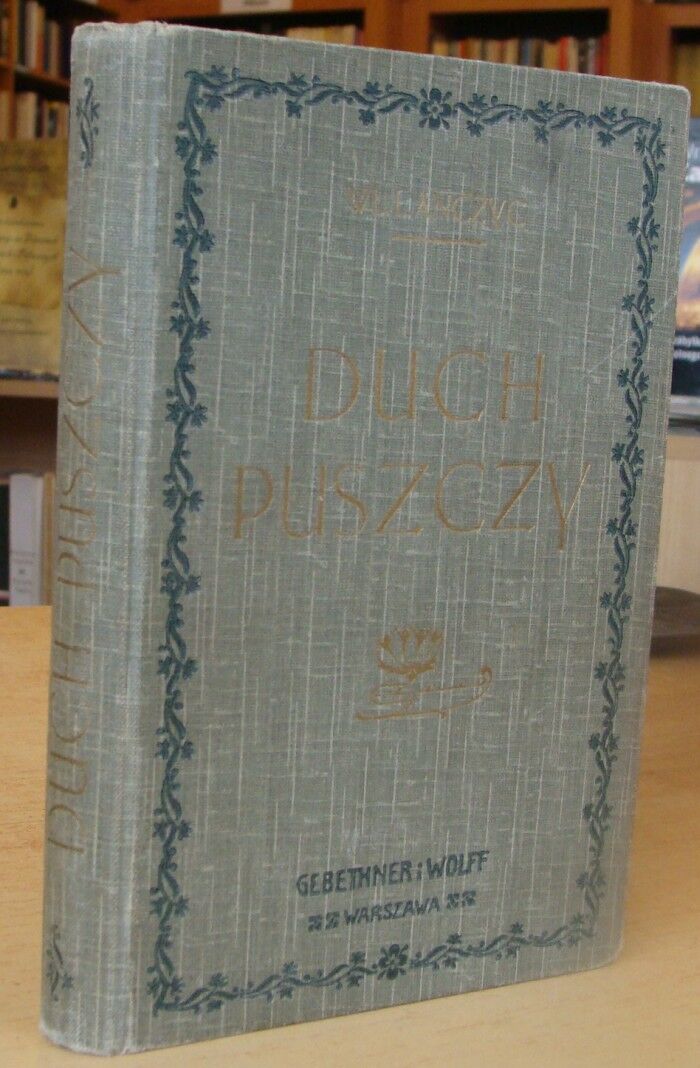 DUCH
PUSZCZY
GEBETHNER i WOLFF
WARSZAWA
DUCH PUSZCZY